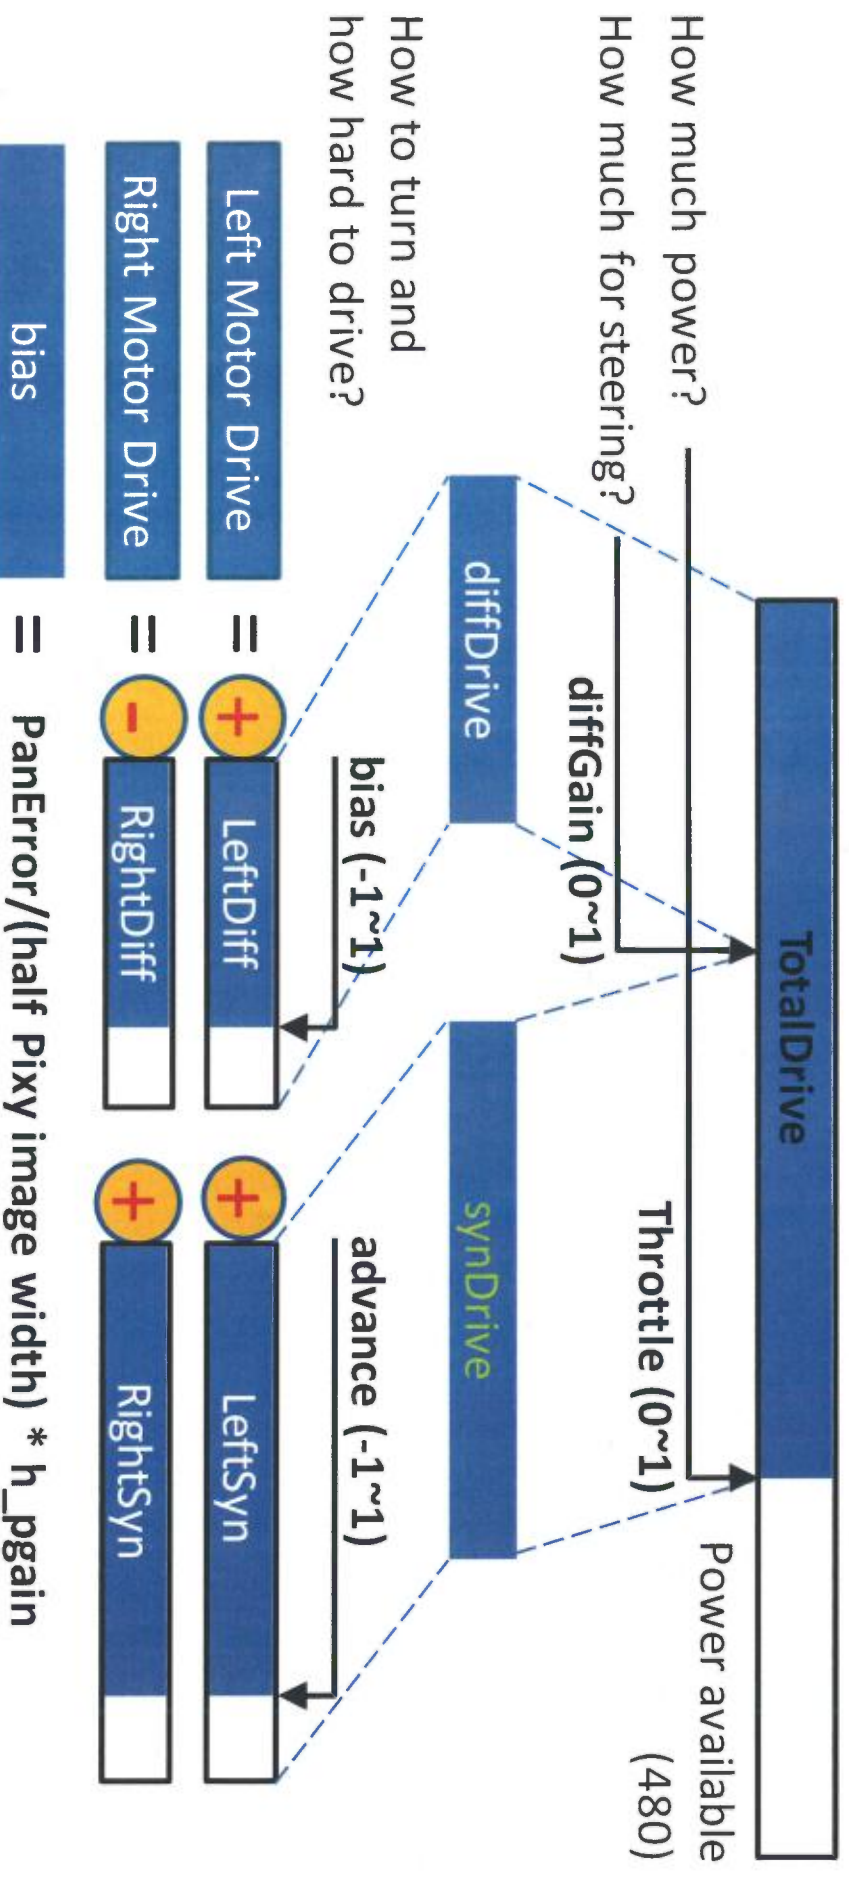 TotalDrive
Power available
(480)
How much power?
Throttle (0~1)
How much for steering?
diffGain (0~1)
diffDrive
synDrive
How to turn and
how hard to drive?
bias (-1~1)
advance (-1~1)
Left Motor Drive = + LeftDiff + LeftSyn
Right Motor Drive = - RightDiff + RightSyn
bias = PanError/(half Pixy image width) * h_pgain